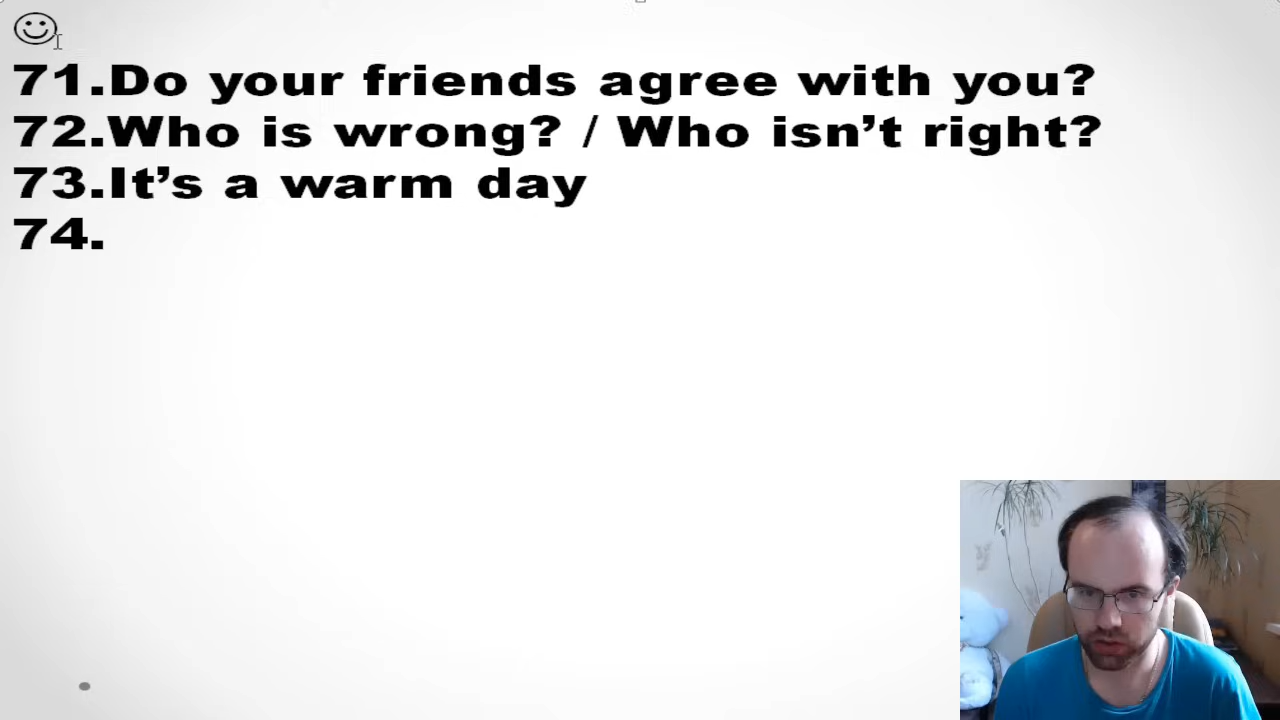 71.Do your friends agree with you?
72.Who is wrong? / Who isn’t right?
73.It’s a warm day
74.